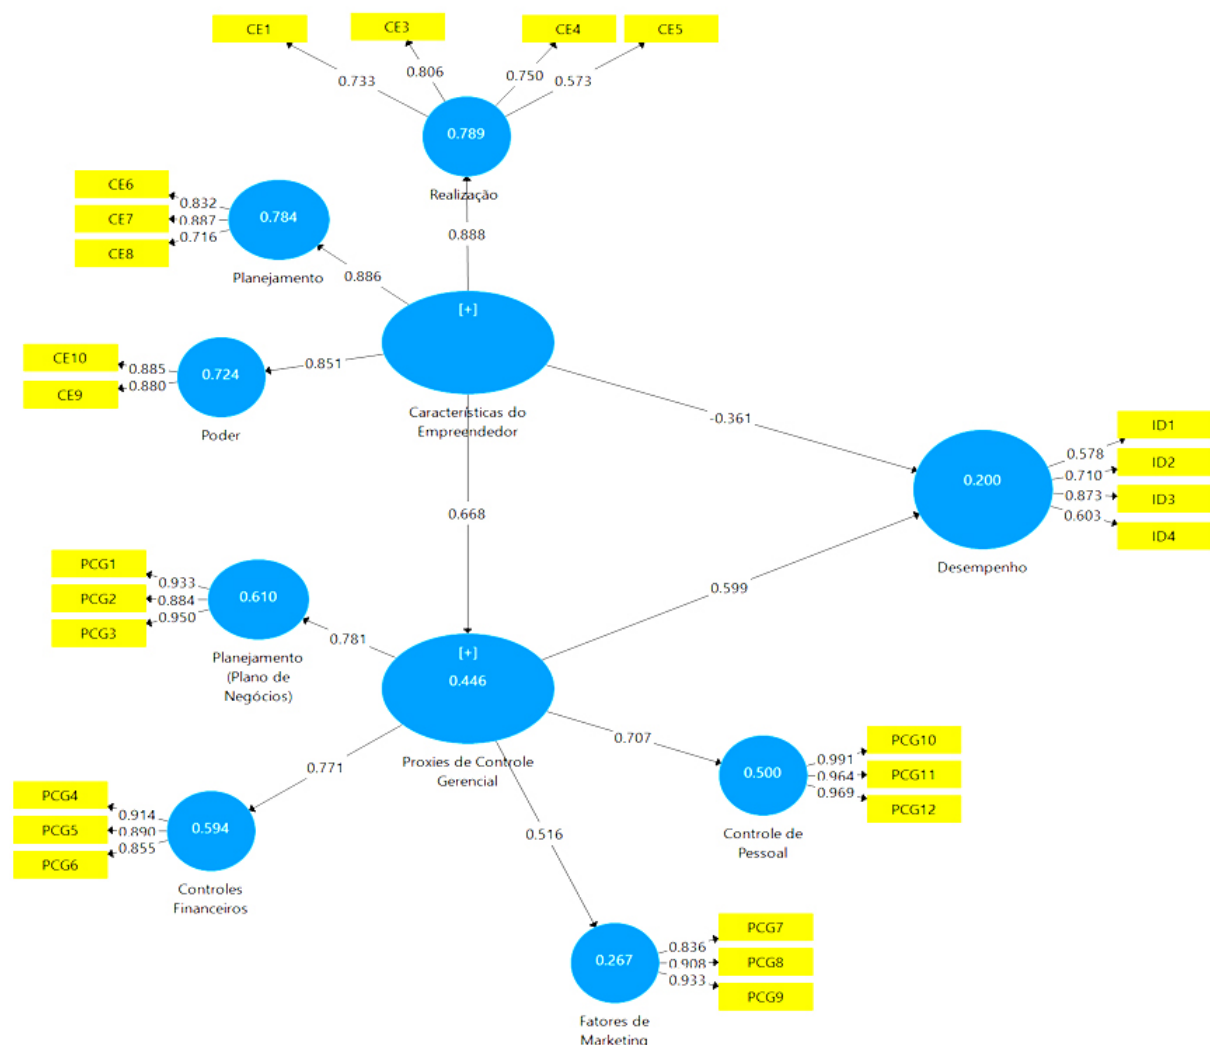 CE1
CE3
CE4
CE5
0.733
0.806
0.750
0.573
0.789
Realização
CE6
CE7
CE8
0.832
0.887
0.716
0.784
Planejamento
0.888
0.886
[+]
Características do
Empreendedor
CE10
CE9
0.885
0.880
0.724
Poder
0.851
-0.361
0.668
0.200
Desempenho
0.578
0.710
0.873
0.603
ID1
ID2
ID3
ID4
PCG1
PCG2
PCG3
0.933
0.884
0.950
0.610
Planejamento
(Plano de
Negócios)
0.781
0.599
[+]
0.446
Proxies de Controle
Gerencial
0.771
0.707
0.516
PCG4
PCG5
PCG6
0.914
0.890
0.855
0.594
Controles
Financeiros
0.500
Controle de
Pessoal
0.991
0.964
0.969
PCG10
PCG11
PCG12
0.267
Fatores de
Marketing
0.836
0.908
0.933
PCG7
PCG8
PCG9